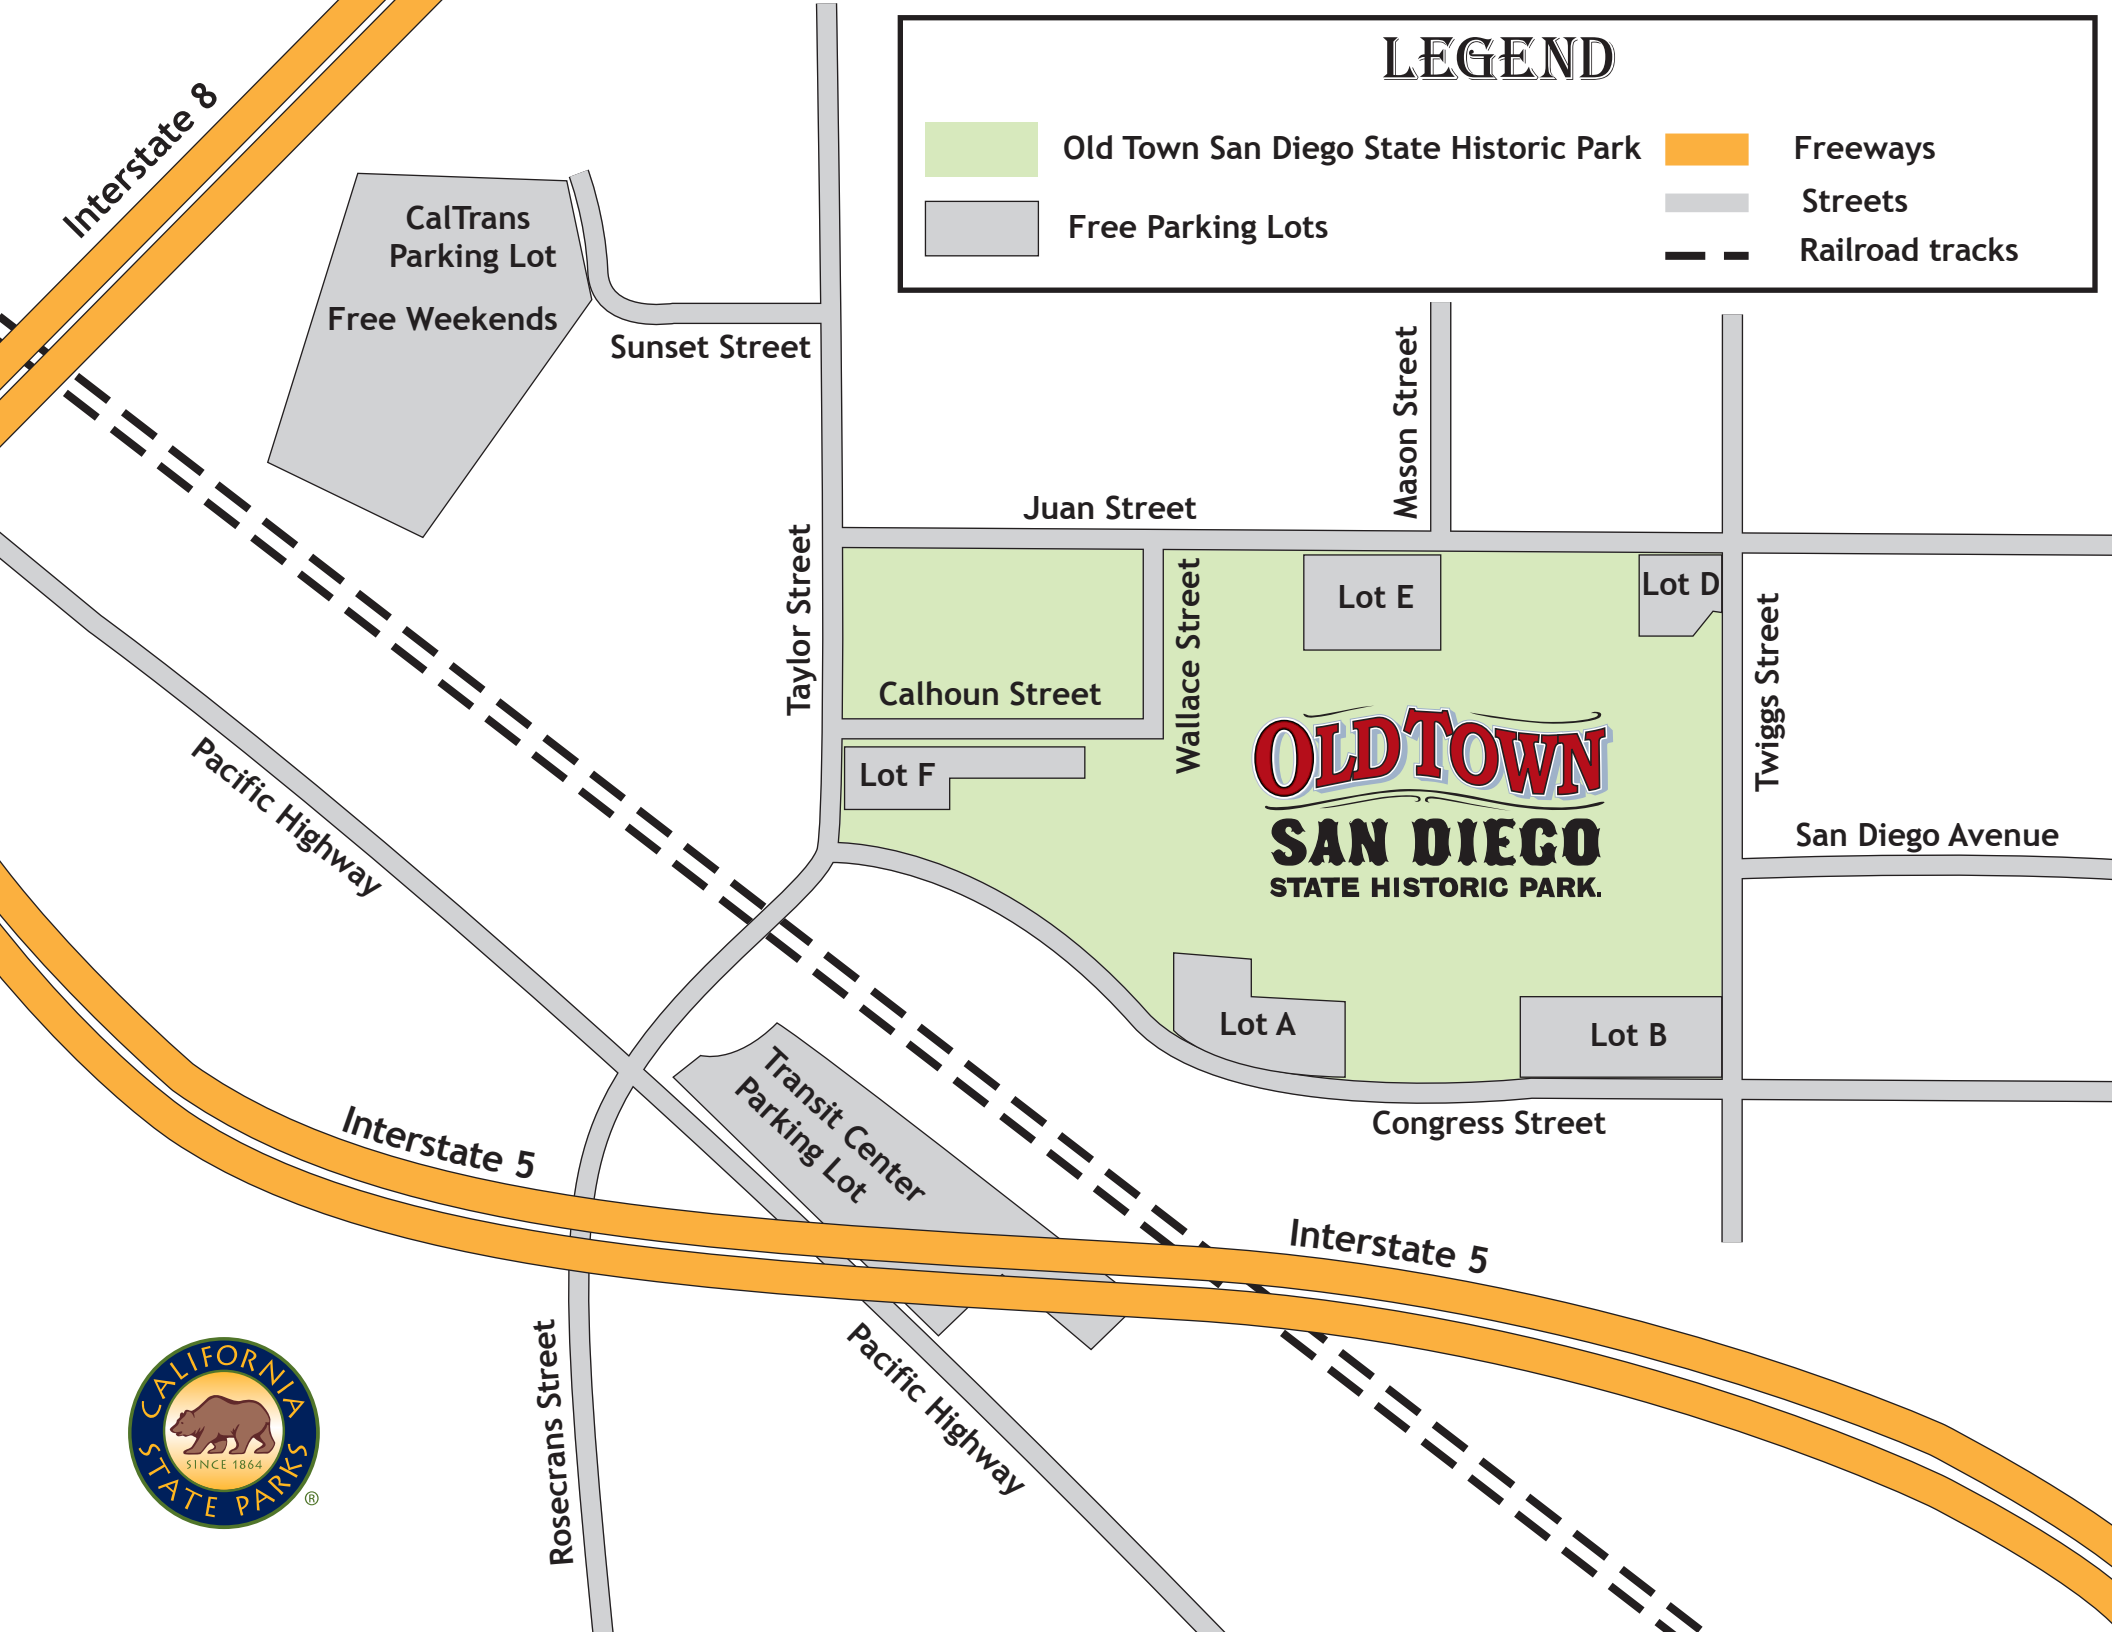 LEGEND
Old Town San Diego State Historic Park
Freeways
Streets
Free Parking Lots
Railroad tracks
Interstate 8
CalTrans
Parking Lot
Free Weekends
Sunset Street
Mason Street
Juan Street
Taylor Street
Wallace Street
Lot E
Lot D
Twiggs Street
Calhoun Street
Lot F
OLD TOWN
SAN DIEGO
STATE HISTORIC PARK.
San Diego Avenue
Pacific Highway
Lot A
Lot B
Congress Street
Transit Center
Parking Lot
Interstate 5
Interstate 5
Rosecrans Street
Pacific Highway
CALIFORNIA
SINCE 1864
STATE PARKS
®